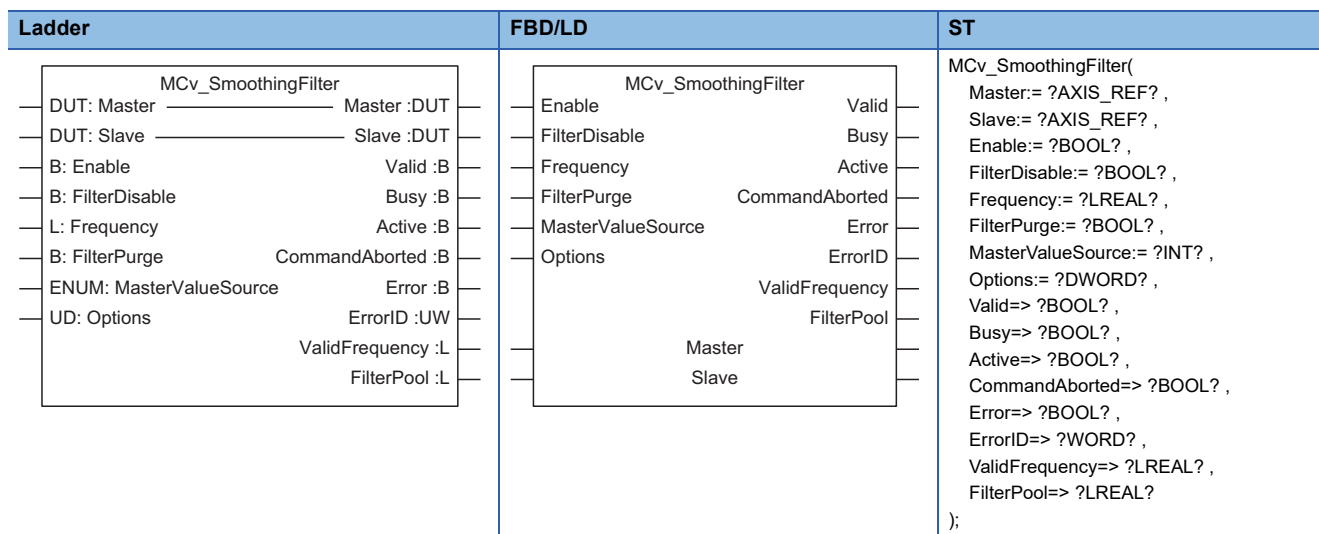 Ladder
FBD/LD
ST
MCv_SmoothingFilter
DUT: Master Master :DUT
DUT: Slave Slave :DUT
B: Enable Valid :B
B: FilterDisable Busy :B
L: Frequency Active :B
B: FilterPurge CommandAborted :B
ENUM: MasterValueSource Error :B
UD: Options ErrorID :UW
ValidFrequency :L
FilterPool :L
MCv_SmoothingFilter
Enable Valid
FilterDisable Busy
Frequency Active
FilterPurge CommandAborted
MasterValueSource Error
Options ErrorID
ValidFrequency
FilterPool
Master
Slave
MCv_SmoothingFilter(
Master:= ?AXIS_REF? ,
Slave:= ?AXIS_REF? ,
Enable:= ?BOOL? ,
FilterDisable:= ?BOOL? ,
Frequency:= ?LREAL? ,
FilterPurge:= ?BOOL? ,
MasterValueSource:= ?INT? ,
Options:= ?DWORD? ,
Valid=> ?BOOL? ,
Busy=> ?BOOL? ,
Active=> ?BOOL? ,
CommandAborted=> ?BOOL? ,
Error=> ?BOOL? ,
ErrorID=> ?WORD? ,
ValidFrequency=> ?LREAL? ,
FilterPool=> ?LREAL?
);